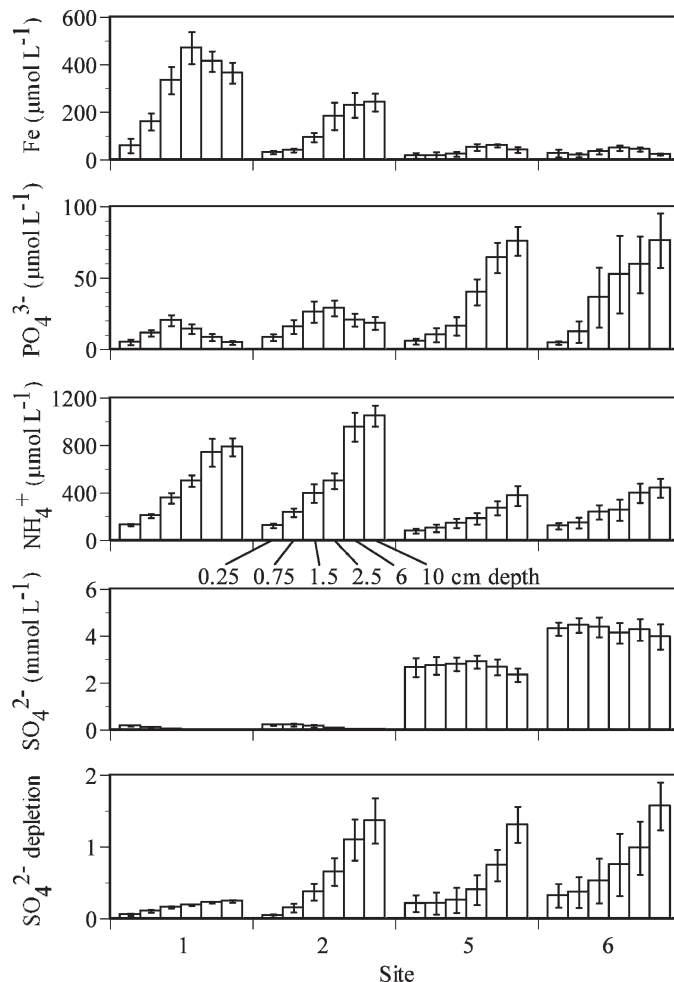 Fe (µmol L⁻¹)
600
400
200
0
PO₄³⁻ (µmol L⁻¹)
100
50
0
NH₄⁺ (µmol L⁻¹)
1200
800
400
0
0.25 0.75 1.5 2.5 6 10 cm depth
SO₄²⁻ (mmol L⁻¹)
6
4
2
0
SO₄²⁻ depletion
2
1
0
1 2 5 6
Site